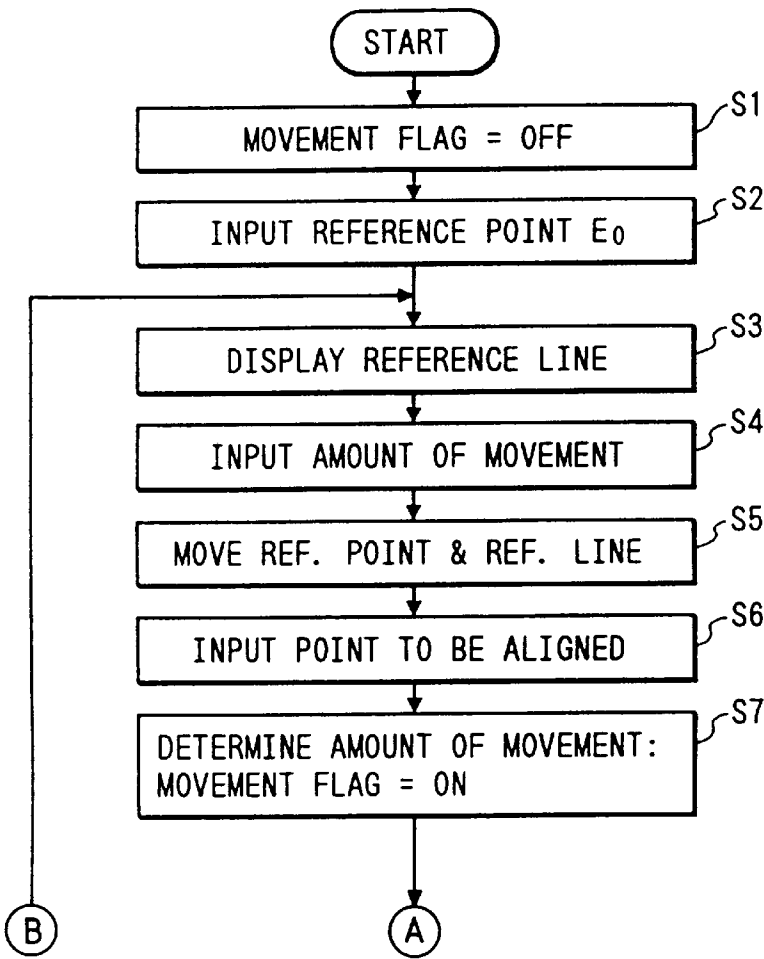 START
S1
MOVEMENT FLAG = OFF
S2
INPUT REFERENCE POINT E₀
S3
DISPLAY REFERENCE LINE
S4
INPUT AMOUNT OF MOVEMENT
S5
MOVE REF. POINT & REF. LINE
S6
INPUT POINT TO BE ALIGNED
S7
DETERMINE AMOUNT OF MOVEMENT:
MOVEMENT FLAG = ON
B
A